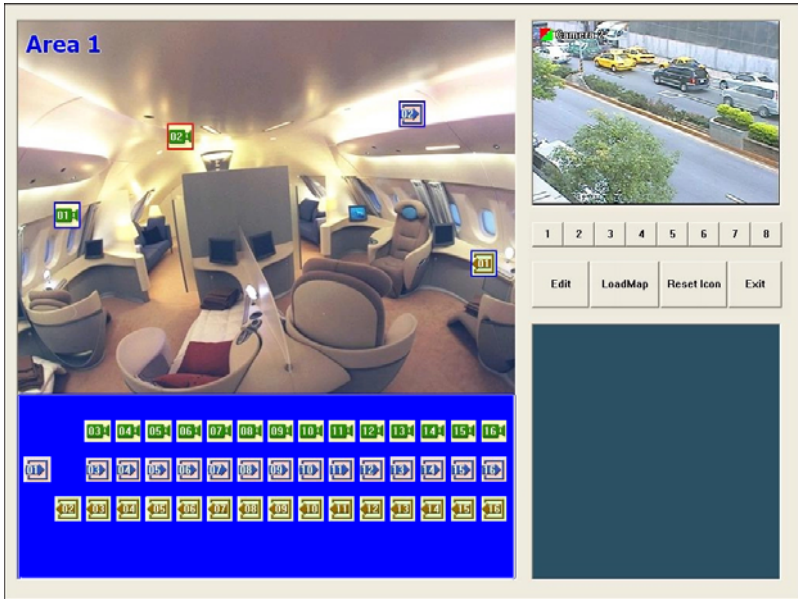 Area 1
02
02
01
01
Camera 2
1 2 3 4 5 6 7 8
Edit LoadMap Reset Icon Exit
03 04 05 06 07 08 09 10 11 12 13 14 15 16
01 03 04 05 06 07 08 09 10 11 12 13 14 15 16
02 03 04 05 06 07 08 09 10 11 12 13 14 15 16